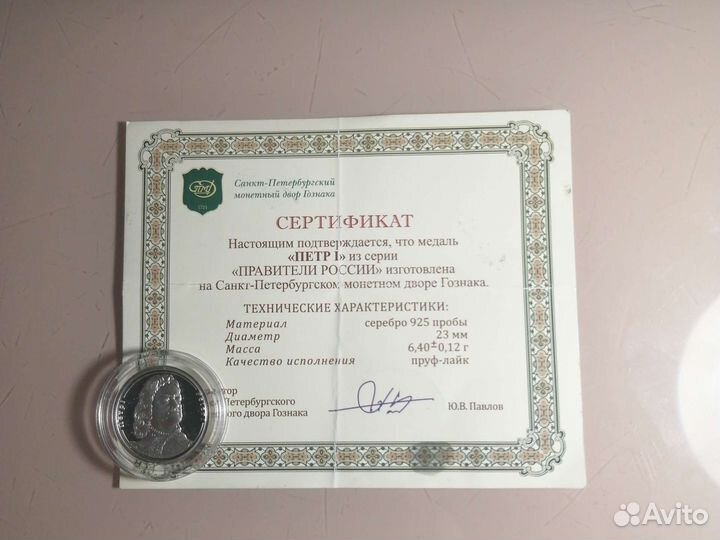 Санкт-Петербургский
монетный двор Гознака
1724
СЕРТИФИКАТ
Настоящим подтверждается, что медаль
«ПЕТР I» из серии
«ПРАВИТЕЛИ РОССИИ» изготовлена
на Санкт-Петербургском монетном дворе Гознака.
ТЕХНИЧЕСКИЕ ХАРАКТЕРИСТИКИ:
Материал серебро 925 пробы
Диаметр 23 мм
Масса 6,40±0,12 г
Качество исполнения пруф-лайк
Петербургского
двора Гознака
Ю.В. Павлов
Avito